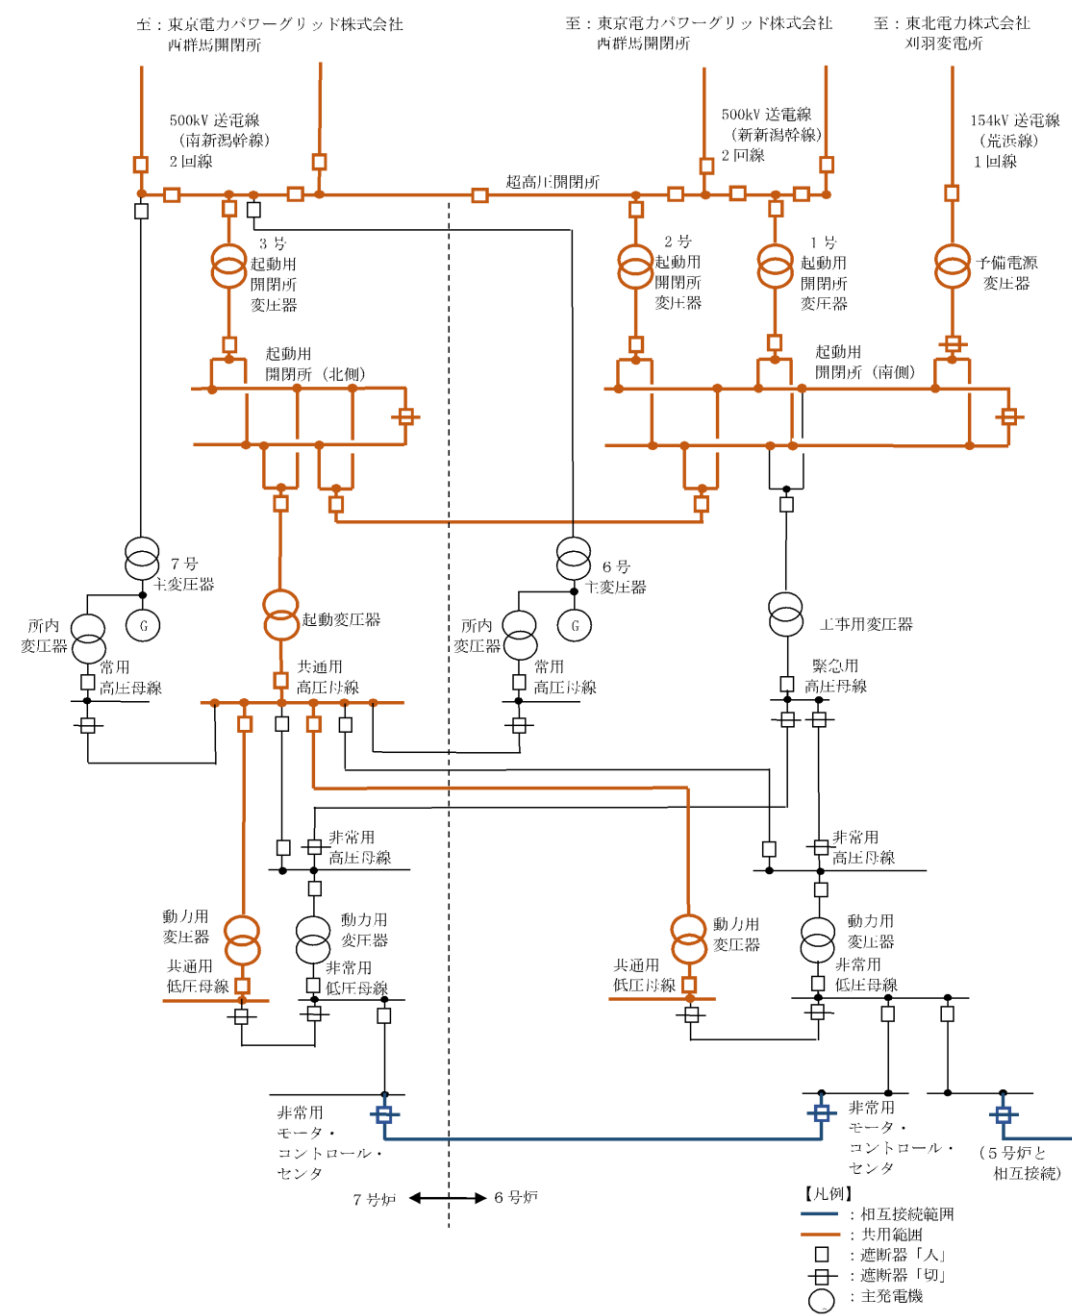 至：東京電力パワーグリッド株式会社
西群馬開閉所
至：東京電力パワーグリッド株式会社
西群馬開閉所
至：東北電力株式会社
刈羽変電所
500kV 送電線
（南新潟幹線）
2回線
500kV 送電線
（新新潟幹線）
2回線
154kV 送電線
（荒浜線）
1回線
超高圧開閉所
3号
起動用
開閉所
変圧器
2号
起動用
開閉所
変圧器
1号
起動用
開閉所
変圧器
予備電源
変圧器
起動用
開閉所（北側）
起動用
開閉所（南側）
7号
主変圧器
6号
主変圧器
所内
変圧器
G
起動変圧器
所内
変圧器
G
工事用変圧器
常用
高圧母線
共通用
高圧母線
常用
高圧母線
緊急用
高圧母線
非常用
高圧母線
非常用
高圧母線
動力用
変圧器
動力用
変圧器
動力用
変圧器
動力用
変圧器
共通用
低圧母線
非常用
低圧母線
共通用
低圧母線
非常用
低圧母線
非常用
モータ・
コントロール・
センタ
非常用
モータ・
コントロール・
センタ
（5号炉と
相互接続）
7号炉
6号炉
【凡例】
：相互接続範囲
：共用範囲
：遮断器「入」
：遮断器「切」
：主発電機